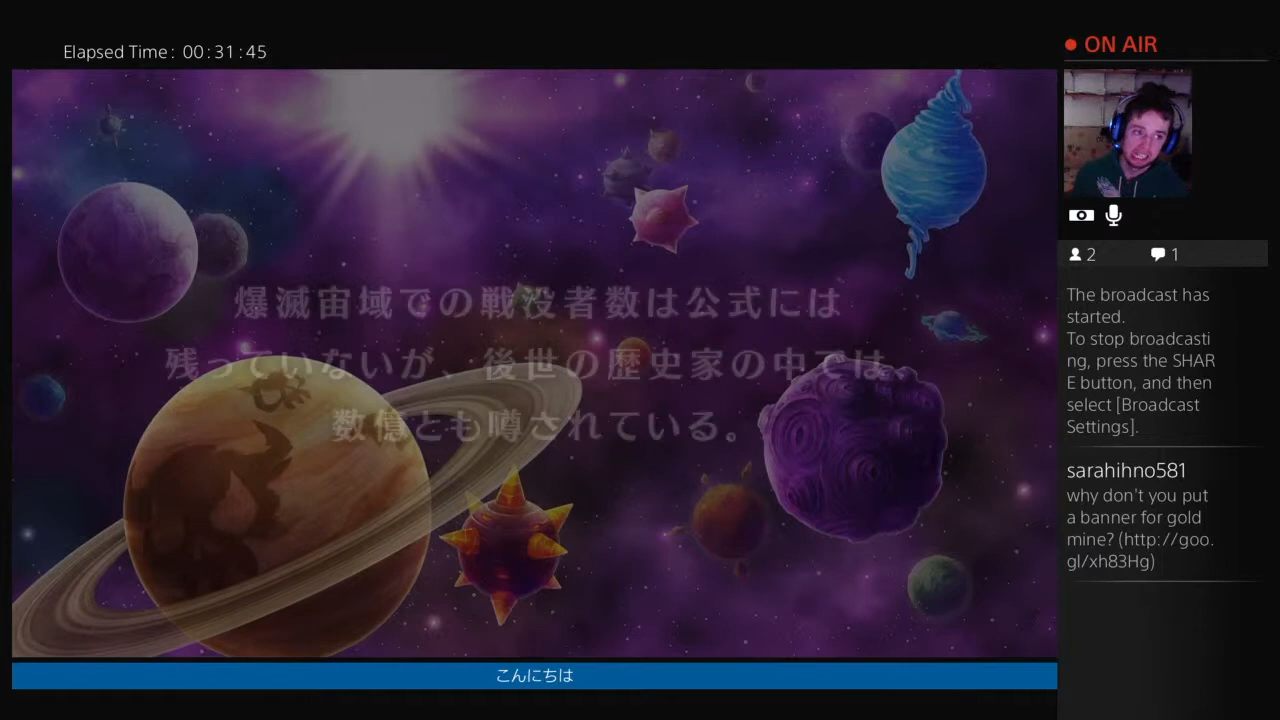 Elapsed Time: 00:31:45
ON AIR
2 1
爆滅宙域での戦役者数は公式には
残っていないが、後世の歴史家の中では
数億とも噂されている。
The broadcast has
started.
To stop broadcasti
ng, press the SHAR
E button, and then
select [Broadcast
Settings].
sarahihno581
why don't you put
a banner for gold
mine? (http://goo.
gl/xh83Hg)
こんにちは